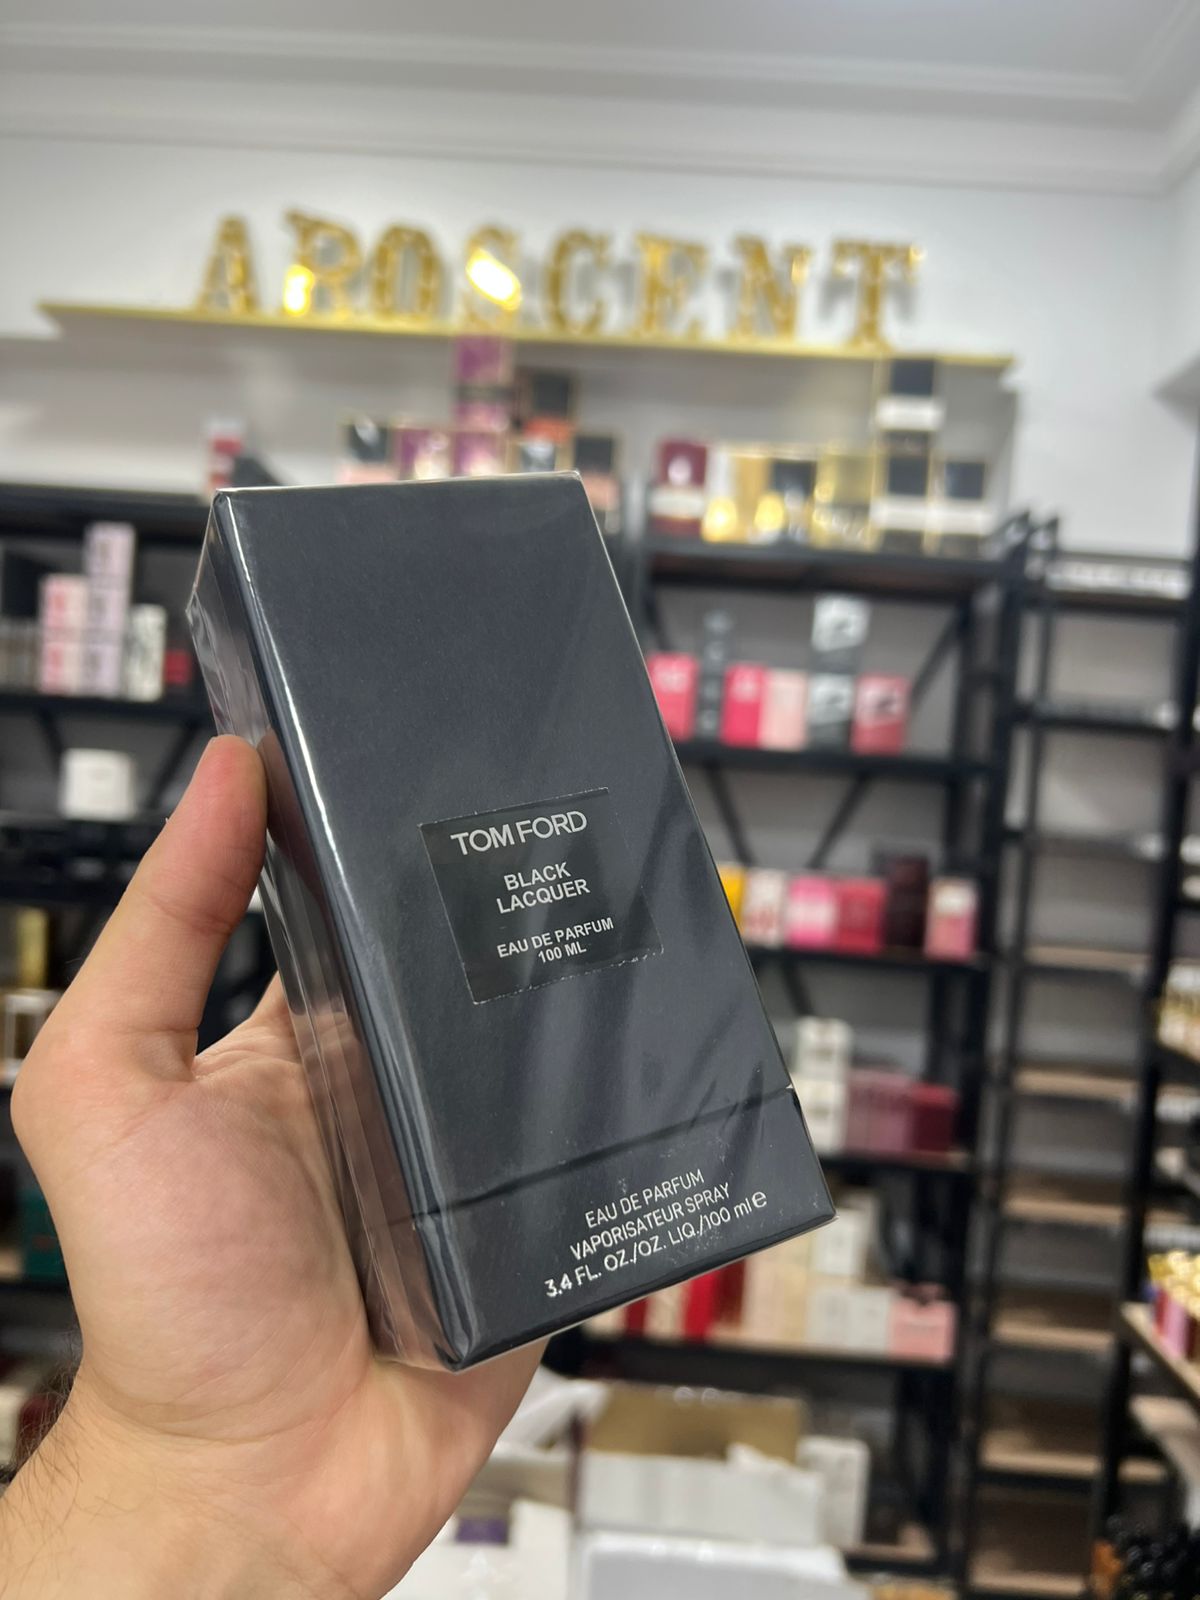 AROSCENT
TOM FORD
BLACK
LACQUER
EAU DE PARFUM
100 ML
EAU DE PARFUM
VAPORISATEUR SPRAY
3.4 FL. OZ./OZ. LIQ./100 ml e